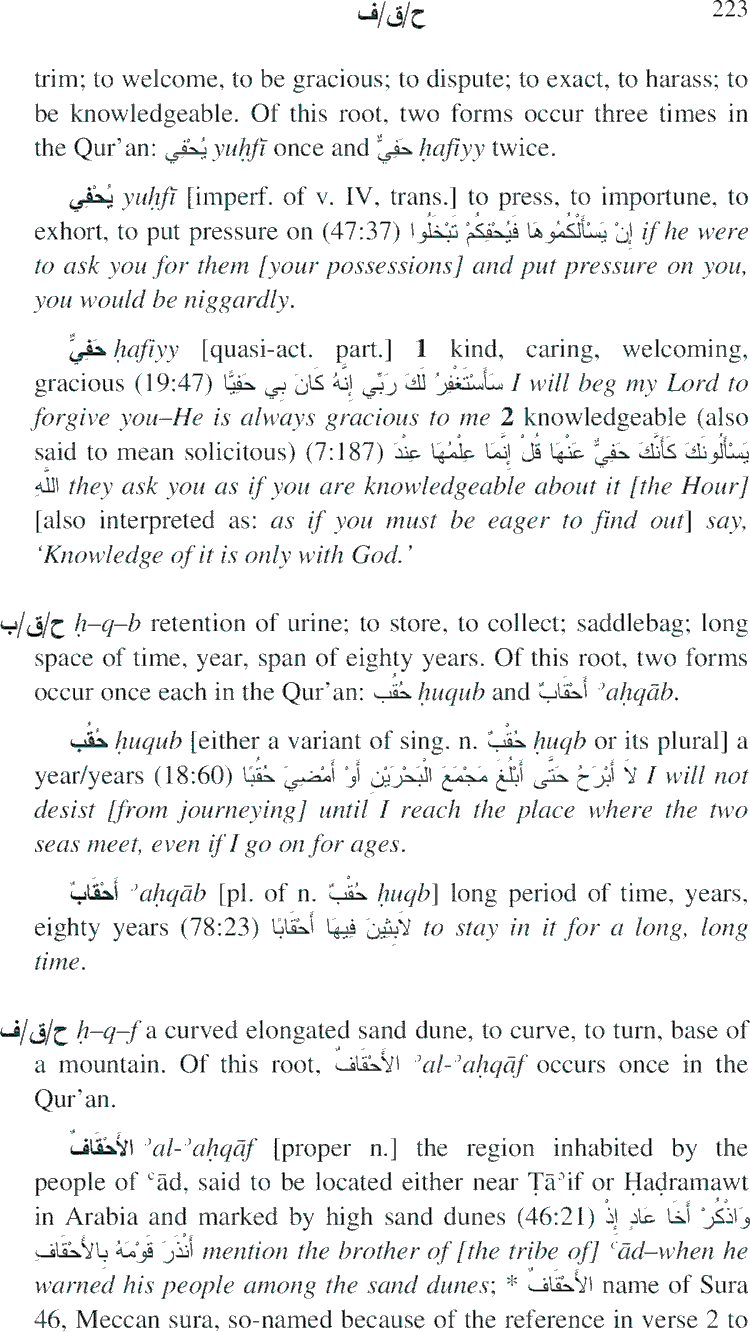 ح/ق/ف 223
trim; to welcome, to be gracious; to dispute; to exact, to harass; to
be knowledgeable. Of this root, two forms occur three times in
the Qur’an: يُحْفِي yuḥfī once and حَفِيٌّ ḥafiyy twice.
يُحْفِي yuḥfī [imperf. of v. IV, trans.] to press, to importune, to
exhort, to put pressure on (47:37) إِنْ يَسْأَلْكُمُوهَا فَيُحْفِكُمْ تَبْخَلُوا if he were
to ask you for them [your possessions] and put pressure on you,
you would be niggardly.
حَفِيٌّ ḥafiyy [quasi-act. part.] 1 kind, caring, welcoming,
gracious (19:47) سَأَسْتَغْفِرُ لَكَ رَبِّي إِنَّهُ كَانَ بِي حَفِيًّا I will beg my Lord to
forgive you–He is always gracious to me 2 knowledgeable (also
said to mean solicitous) (7:187) يَسْأَلُونَكَ كَأَنَّكَ حَفِيٌّ عَنْهَا قُلْ إِنَّمَا عِلْمُهَا عِنْدَ
اللَّهِ they ask you as if you are knowledgeable about it [the Hour]
[also interpreted as: as if you must be eager to find out] say,
‘Knowledge of it is only with God.’
ح/ق/ب ḥ–q–b retention of urine; to store, to collect; saddlebag; long
space of time, year, span of eighty years. Of this root, two forms
occur once each in the Qur’an: حُقُب ḥuqub and أَحْقَابٌ ʾaḥqāb.
حُقُب ḥuqub [either a variant of sing. n. حُقْبٌ ḥuqb or its plural] a
year/years (18:60) لاَ أَبْرَحُ حَتَّى أَبْلُغَ مَجْمَعَ الْبَحْرَيْنِ أَوْ أَمْضِيَ حُقُبًا I will not
desist [from journeying] until I reach the place where the two
seas meet, even if I go on for ages.
أَحْقَابٌ ʾaḥqāb [pl. of n. حُقْبٌ ḥuqb] long period of time, years,
eighty years (78:23) لاَبِثِينَ فِيهَا أَحْقَابًا to stay in it for a long, long
time.
ح/ق/ف ḥ–q–f a curved elongated sand dune, to curve, to turn, base of
a mountain. Of this root, الأَحْقَافٌ ʾal-ʾaḥqāf occurs once in the
Qur’an.
الأَحْقَافٌ ʾal-ʾaḥqāf [proper n.] the region inhabited by the
people of ʿād, said to be located either near Ṭāʾif or Ḥaḍramawt
in Arabia and marked by high sand dunes (46:21) وَاذْكُرْ أَخَا عَادٍ إِذْ
أَنْذَرَ قَوْمَهُ بِالأَحْقَافِ mention the brother of [the tribe of] ʿād–when he
warned his people among the sand dunes; * الأَحْقَافٌ name of Sura
46, Meccan sura, so-named because of the reference in verse 2 to